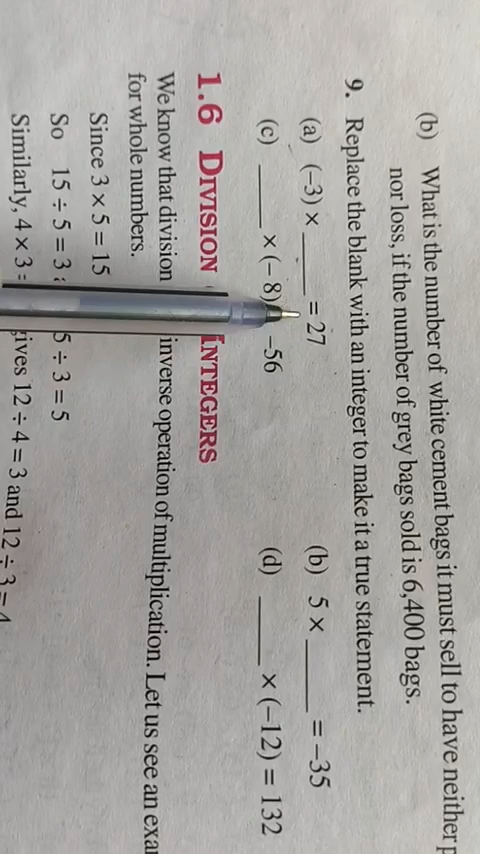 (b) What is the number of white cement bags it must sell to have neither
nor loss, if the number of grey bags sold is 6,400 bags.
9. Replace the blank with an integer to make it a true statement.
(a) (–3) × _____ = 27 (b) 5 × _____ = –35
(c) _____ × (– 8) –56 (d) _____ × (–12) = 132
1.6 DIVISION INTEGERS
We know that division inverse operation of multiplication. Let us see an
for whole numbers.
Since 3 × 5 = 15
So 15 ÷ 5 = 3 5 ÷ 3 = 5
Similarly, 4 × 3 = 12 ÷ 4 = 3 and 12 ÷ 3 = 4